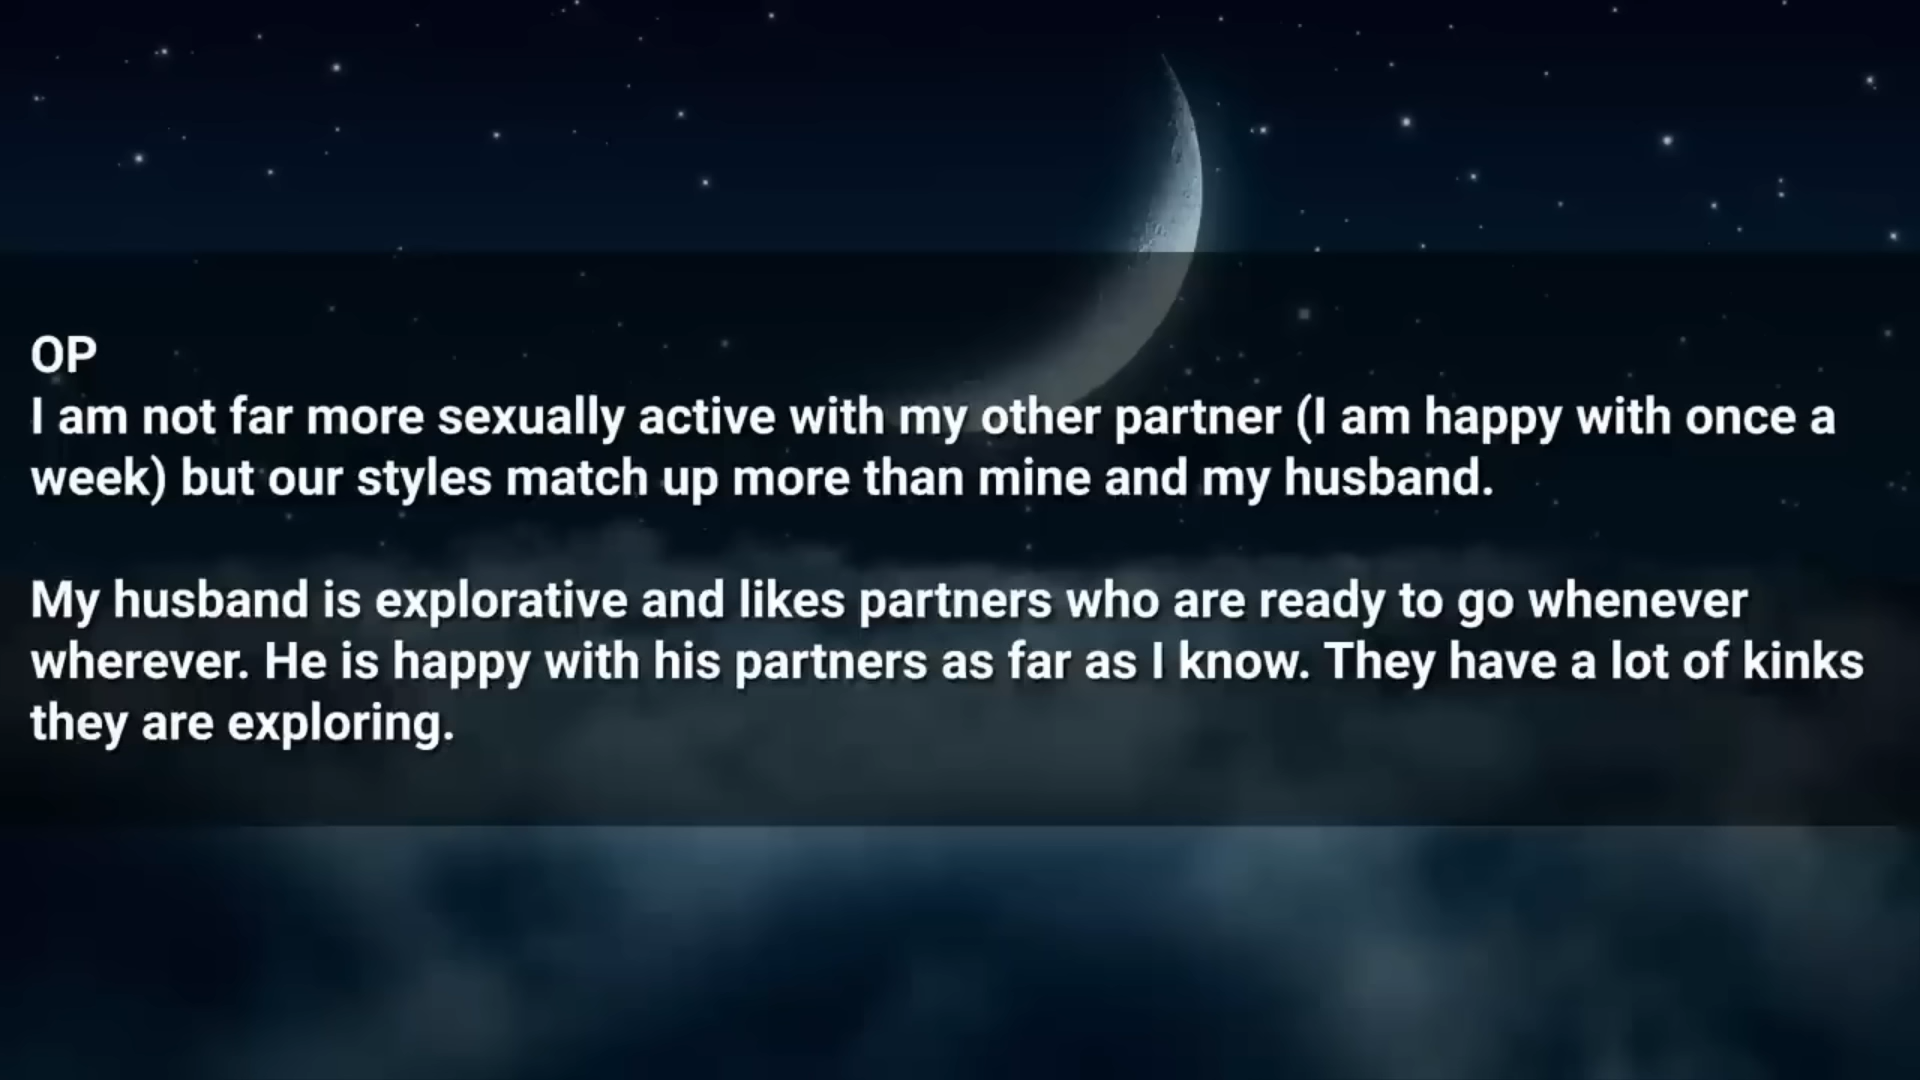 OP
I am not far more sexually active with my other partner (I am happy with once a
week) but our styles match up more than mine and my husband.
My husband is explorative and likes partners who are ready to go whenever
wherever. He is happy with his partners as far as I know. They have a lot of kinks
they are exploring.